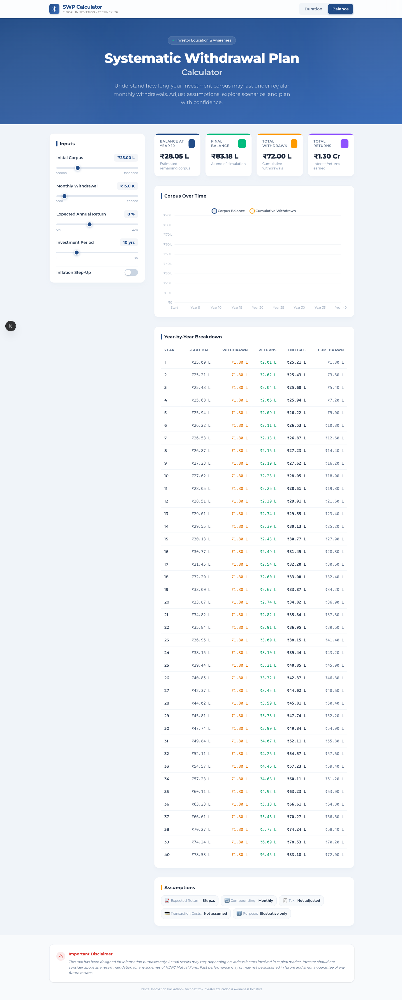 SWP Calculator
FINCAL INNOVATION · TECHNEX '26
Duration
Balance
Investor Education & Awareness
Systematic Withdrawal Plan
Calculator
Understand how long your investment corpus may last under regular
monthly withdrawals. Adjust assumptions, explore scenarios, and plan
with confidence.
Inputs
Initial Corpus ₹25.00 L
100000 10000000
Monthly Withdrawal ₹15.0 K
1000 200000
Expected Annual Return 8 %
0% 20%
Investment Period 10 yrs
1 40
Inflation Step-Up
BALANCE AT
YEAR 10
₹28.05 L
Estimated
remaining corpus
FINAL
BALANCE
₹83.18 L
At end of simulation
TOTAL
WITHDRAWN
₹72.00 L
Cumulative
withdrawals
TOTAL
RETURNS
₹1.30 Cr
Interest/returns
earned
Corpus Over Time
Corpus Balance Cumulative Withdrawn
₹90 L
₹80 L
₹70 L
₹60 L
₹50 L
₹40 L
₹30 L
₹20 L
₹10 L
₹0
Start Year 5 Year 10 Year 15 Year 20 Year 25 Year 30 Year 35 Year 40
N
Year-by-Year Breakdown
YEAR START BAL. WITHDRAWN RETURNS END BAL. CUM. DRAWN
1 ₹25.00 L ₹1.80 L ₹2.01 L ₹25.21 L ₹1.80 L
2 ₹25.21 L ₹1.80 L ₹2.02 L ₹25.43 L ₹3.60 L
3 ₹25.43 L ₹1.80 L ₹2.04 L ₹25.68 L ₹5.40 L
4 ₹25.68 L ₹1.80 L ₹2.06 L ₹25.94 L ₹7.20 L
5 ₹25.94 L ₹1.80 L ₹2.09 L ₹26.22 L ₹9.00 L
6 ₹26.22 L ₹1.80 L ₹2.11 L ₹26.53 L ₹10.80 L
7 ₹26.53 L ₹1.80 L ₹2.13 L ₹26.87 L ₹12.60 L
8 ₹26.87 L ₹1.80 L ₹2.16 L ₹27.23 L ₹14.40 L
9 ₹27.23 L ₹1.80 L ₹2.19 L ₹27.62 L ₹16.20 L
10 ₹27.62 L ₹1.80 L ₹2.23 L ₹28.05 L ₹18.00 L
11 ₹28.05 L ₹1.80 L ₹2.26 L ₹28.51 L ₹19.80 L
12 ₹28.51 L ₹1.80 L ₹2.30 L ₹29.01 L ₹21.60 L
13 ₹29.01 L ₹1.80 L ₹2.34 L ₹29.55 L ₹23.40 L
14 ₹29.55 L ₹1.80 L ₹2.39 L ₹30.13 L ₹25.20 L
15 ₹30.13 L ₹1.80 L ₹2.43 L ₹30.77 L ₹27.00 L
16 ₹30.77 L ₹1.80 L ₹2.49 L ₹31.45 L ₹28.80 L
17 ₹31.45 L ₹1.80 L ₹2.54 L ₹32.20 L ₹30.60 L
18 ₹32.20 L ₹1.80 L ₹2.60 L ₹33.00 L ₹32.40 L
19 ₹33.00 L ₹1.80 L ₹2.67 L ₹33.87 L ₹34.20 L
20 ₹33.87 L ₹1.80 L ₹2.74 L ₹34.82 L ₹36.00 L
21 ₹34.82 L ₹1.80 L ₹2.82 L ₹35.84 L ₹37.80 L
22 ₹35.84 L ₹1.80 L ₹2.91 L ₹36.95 L ₹39.60 L
23 ₹36.95 L ₹1.80 L ₹3.00 L ₹38.15 L ₹41.40 L
24 ₹38.15 L ₹1.80 L ₹3.10 L ₹39.44 L ₹43.20 L
25 ₹39.44 L ₹1.80 L ₹3.21 L ₹40.85 L ₹45.00 L
26 ₹40.85 L ₹1.80 L ₹3.32 L ₹42.37 L ₹46.80 L
27 ₹42.37 L ₹1.80 L ₹3.45 L ₹44.02 L ₹48.60 L
28 ₹44.02 L ₹1.80 L ₹3.59 L ₹45.81 L ₹50.40 L
29 ₹45.81 L ₹1.80 L ₹3.73 L ₹47.74 L ₹52.20 L
30 ₹47.74 L ₹1.80 L ₹3.90 L ₹49.84 L ₹54.00 L
31 ₹49.84 L ₹1.80 L ₹4.07 L ₹52.11 L ₹55.80 L
32 ₹52.11 L ₹1.80 L ₹4.26 L ₹54.57 L ₹57.60 L
33 ₹54.57 L ₹1.80 L ₹4.46 L ₹57.23 L ₹59.40 L
34 ₹57.23 L ₹1.80 L ₹4.68 L ₹60.11 L ₹61.20 L
35 ₹60.11 L ₹1.80 L ₹4.92 L ₹63.23 L ₹63.00 L
36 ₹63.23 L ₹1.80 L ₹5.18 L ₹66.61 L ₹64.80 L
37 ₹66.61 L ₹1.80 L ₹5.46 L ₹70.27 L ₹66.60 L
38 ₹70.27 L ₹1.80 L ₹5.77 L ₹74.24 L ₹68.40 L
39 ₹74.24 L ₹1.80 L ₹6.09 L ₹78.53 L ₹70.20 L
40 ₹78.53 L ₹1.80 L ₹6.45 L ₹83.18 L ₹72.00 L
Assumptions
Expected Return: 8% p.a. Compounding: Monthly Tax: Not adjusted
Transaction Costs: Not assumed Purpose: Illustrative only
Important Disclaimer
This tool has been designed for information purposes only. Actual results may vary depending on various factors involved in capital market. Investor should not
consider above as a recommendation for any schemes of HDFC Mutual Fund. Past performance may or may not be sustained in future and is not a guarantee of any
future returns.
FinCal Innovation Hackathon · Technex '26 · Investor Education & Awareness Initiative